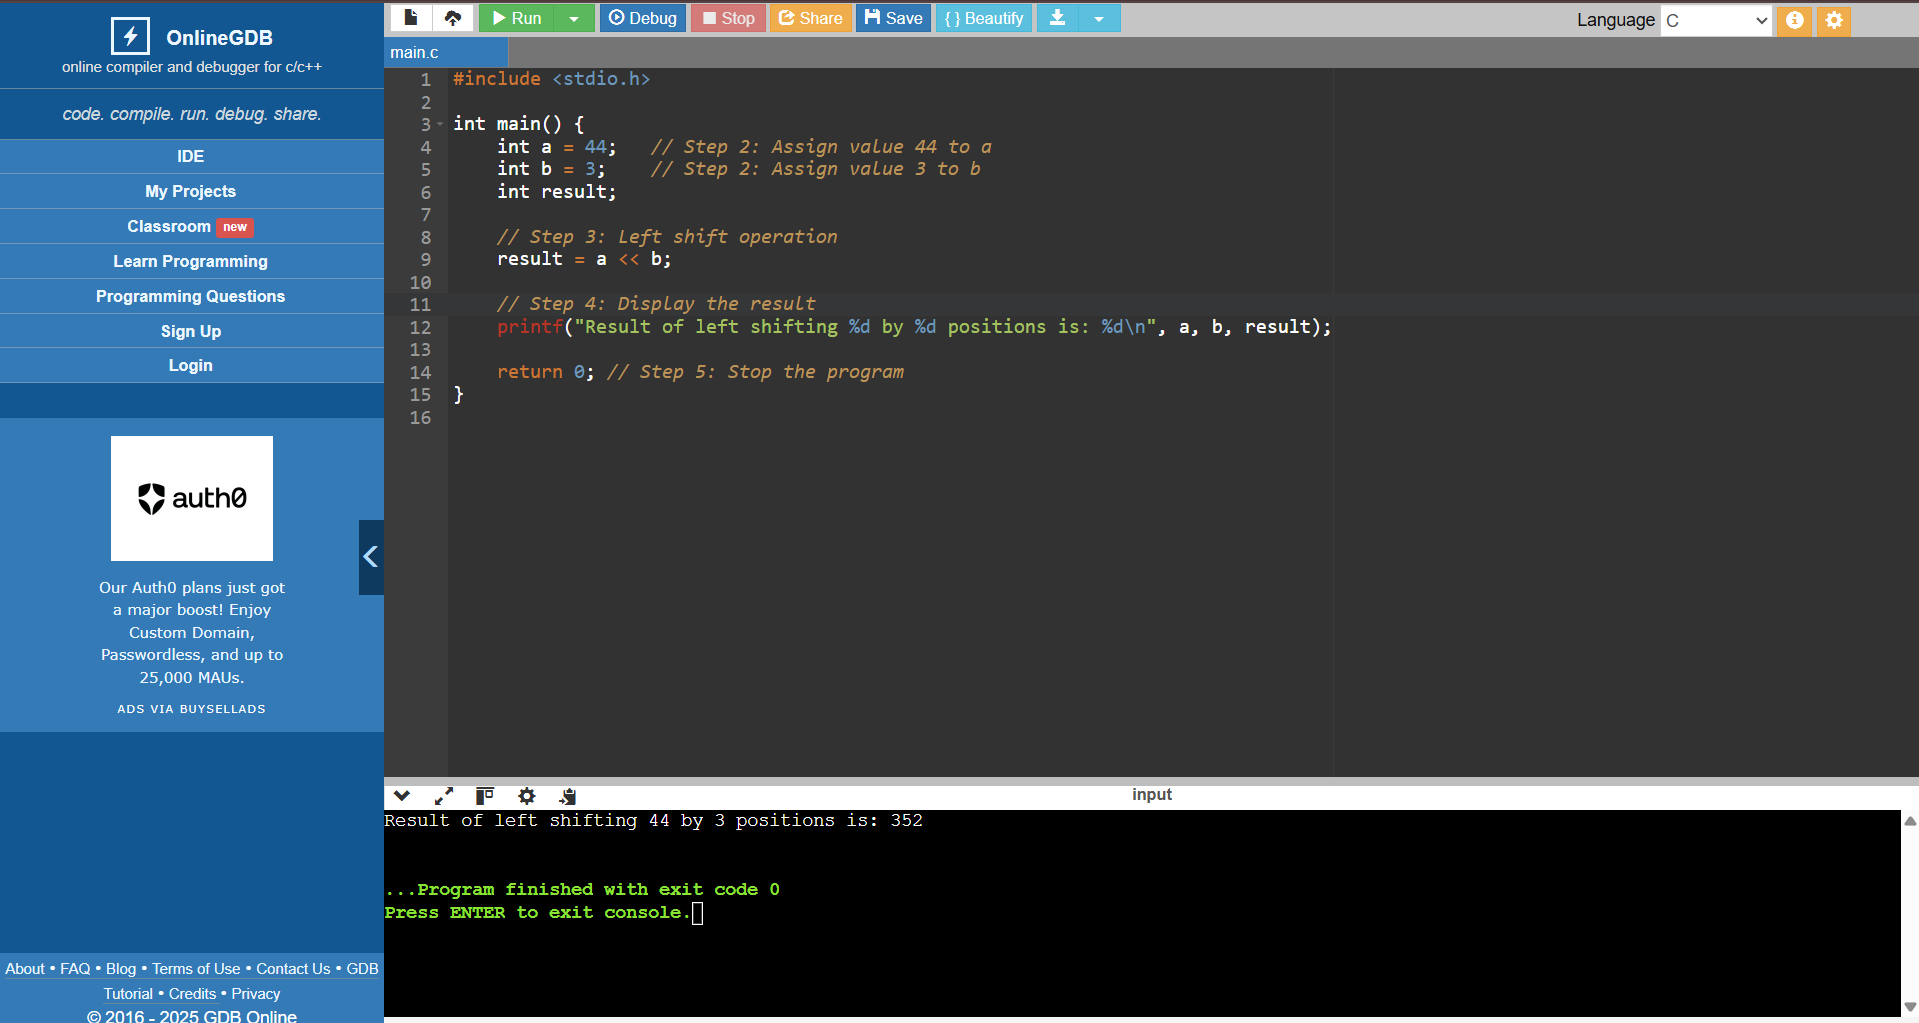 OnlineGDB
online compiler and debugger for c/c++
code. compile. run. debug. share.
IDE
My Projects
Classroom new
Learn Programming
Programming Questions
Sign Up
Login
auth0
Our Auth0 plans just got
a major boost! Enjoy
Custom Domain,
Passwordless, and up to
25,000 MAUs.
ADS VIA BUYSELLADS
About • FAQ • Blog • Terms of Use • Contact Us • GDB
Tutorial • Credits • Privacy
© 2016 - 2025 GDB Online
Run Debug Stop Share Save { } Beautify Language C
main.c
1 #include <stdio.h>
2
3 int main() {
4 int a = 44; // Step 2: Assign value 44 to a
5 int b = 3; // Step 2: Assign value 3 to b
6 int result;
7
8 // Step 3: Left shift operation
9 result = a << b;
10
11 // Step 4: Display the result
12 printf("Result of left shifting %d by %d positions is: %d\n", a, b, result);
13
14 return 0; // Step 5: Stop the program
15 }
16
input
Result of left shifting 44 by 3 positions is: 352
...Program finished with exit code 0
Press ENTER to exit console.